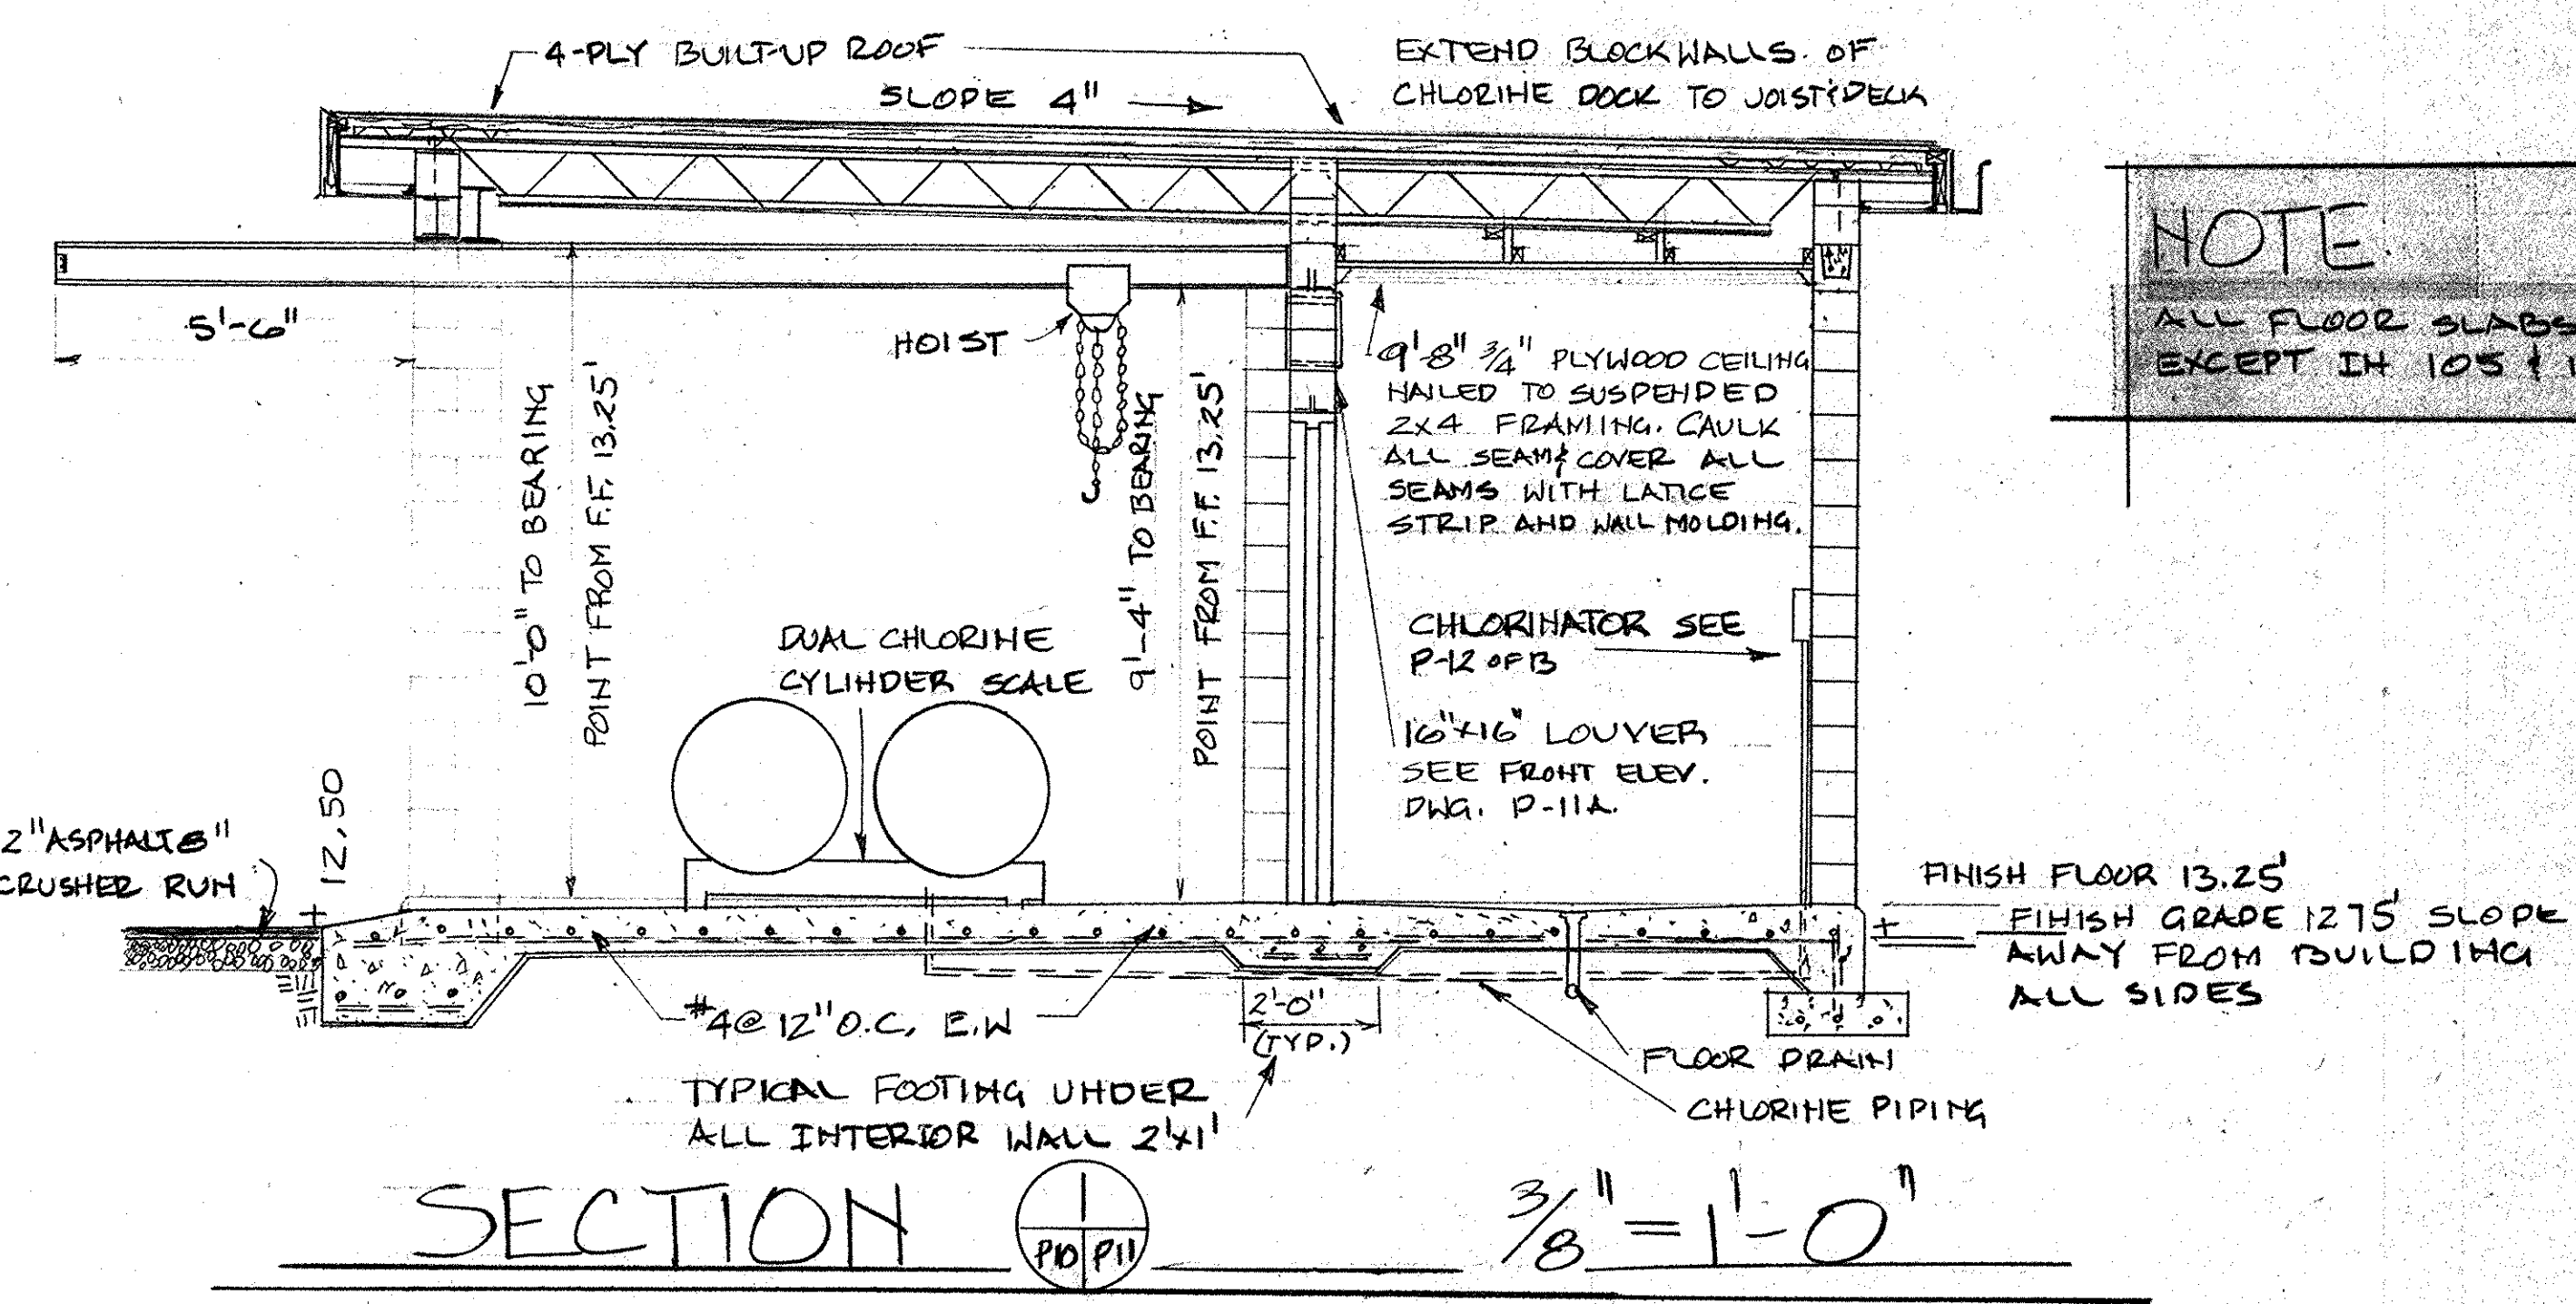 4-PLY BUILT-UP ROOF
SLOPE 4"
EXTEND BLOCK WALLS. OF
CHLORINE DOCK TO JOIST & DECK
NOTE.
ALL FLOOR SLABS
EXCEPT IN 105 &
5'-6"
HOIST
10'-0" TO BEARING
POINT FROM F.F. 13.25'
9'-4" TO BEARING
POINT FROM F.F. 13.25'
9'-8" 3/4" PLYWOOD CEILING
NAILED TO SUSPENDED
2x4 FRAMING. CAULK
ALL SEAM & COVER ALL
SEAMS WITH LATICE
STRIP AND WALL MOLDING.
DUAL CHLORINE
CYLINDER SCALE
CHLORINATOR SEE
P-12 OF 13
16"x16" LOUVER
SEE FRONT ELEV.
DWG. P-11A.
12.50
2" ASPHALT 8"
CRUSHER RUN
FINISH FLOOR 13.25'
FINISH GRADE 12 75' SLOPE
AWAY FROM BUILDING
ALL SIDES
#4 @ 12" O.C. E.W
2'-0"
(TYP.)
FLOOR DRAIN
CHLORINE PIPING
TYPICAL FOOTING UNDER
ALL INTERIOR WALL 2'x1'
SECTION
1
P10 P11
3/8" = 1'-0"